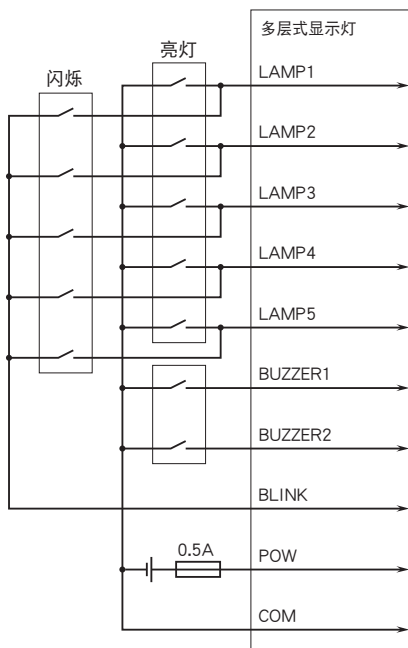 多层式显示灯
亮灯
闪烁
LAMP1
LAMP2
LAMP3
LAMP4
LAMP5
BUZZER1
BUZZER2
BLINK
0.5A
POW
COM